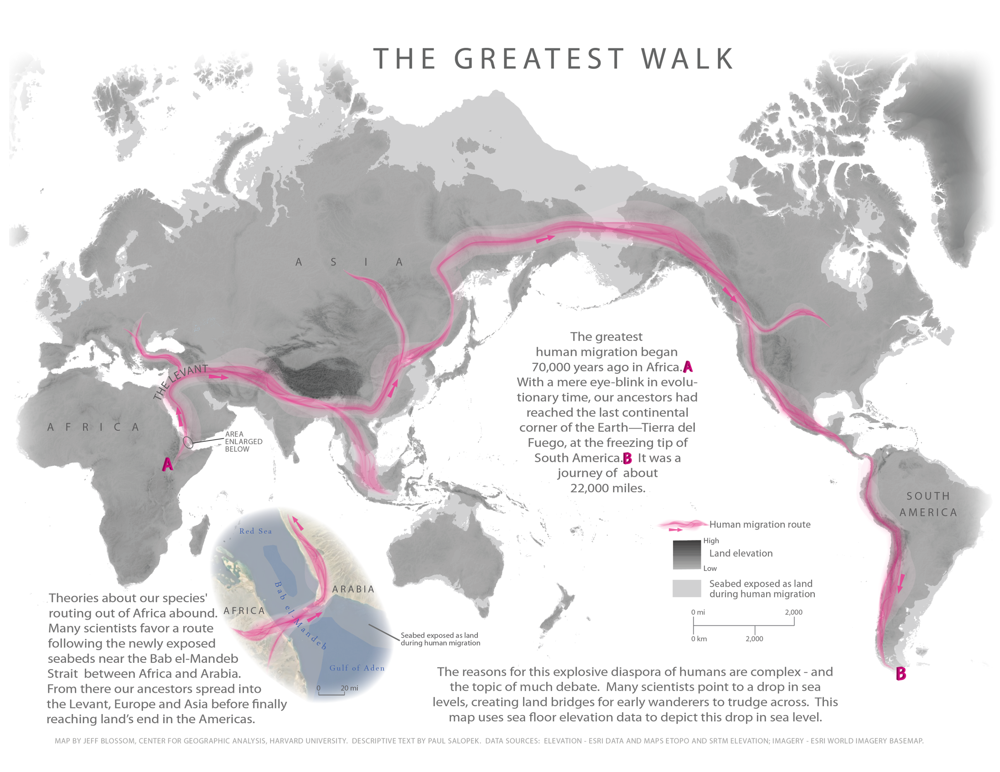 THE GREATEST WALK
A S I A
THE LEVANT
A F R I C A
AREA
ENLARGED
BELOW
A
The greatest
human migration began
70,000 years ago in Africa. A
With a mere eye-blink in evolu-
tionary time, our ancestors had
reached the last continental
corner of the Earth—Tierra del
Fuego, at the freezing tip of
South America. B It was a
journey of about
22,000 miles.
SOUTH
AMERICA
Human migration route
High
Land elevation
Low
Seabed exposed as land
during human migration
0 mi 2,000
0 km 2,000
B
Red Sea
Bab el-Mandeb
ARABIA
AFRICA
Gulf of Aden
0 20 mi
Seabed exposed as land
during human migration
Theories about our species'
routing out of Africa abound.
Many scientists favor a route
following the newly exposed
seabeds near the Bab el-Mandeb
Strait between Africa and Arabia.
From there our ancestors spread into
the Levant, Europe and Asia before finally
reaching land's end in the Americas.
The reasons for this explosive diaspora of humans are complex - and
the topic of much debate. Many scientists point to a drop in sea
levels, creating land bridges for early wanderers to trudge across. This
map uses sea floor elevation data to depict this drop in sea level.
MAP BY JEFF BLOSSOM, CENTER FOR GEOGRAPHIC ANALYSIS, HARVARD UNIVERSITY. DESCRIPTIVE TEXT BY PAUL SALOPEK. DATA SOURCES: ELEVATION - ESRI DATA AND MAPS ETOPO AND SRTM ELEVATION; IMAGERY - ESRI WORLD IMAGERY BASEMAP.